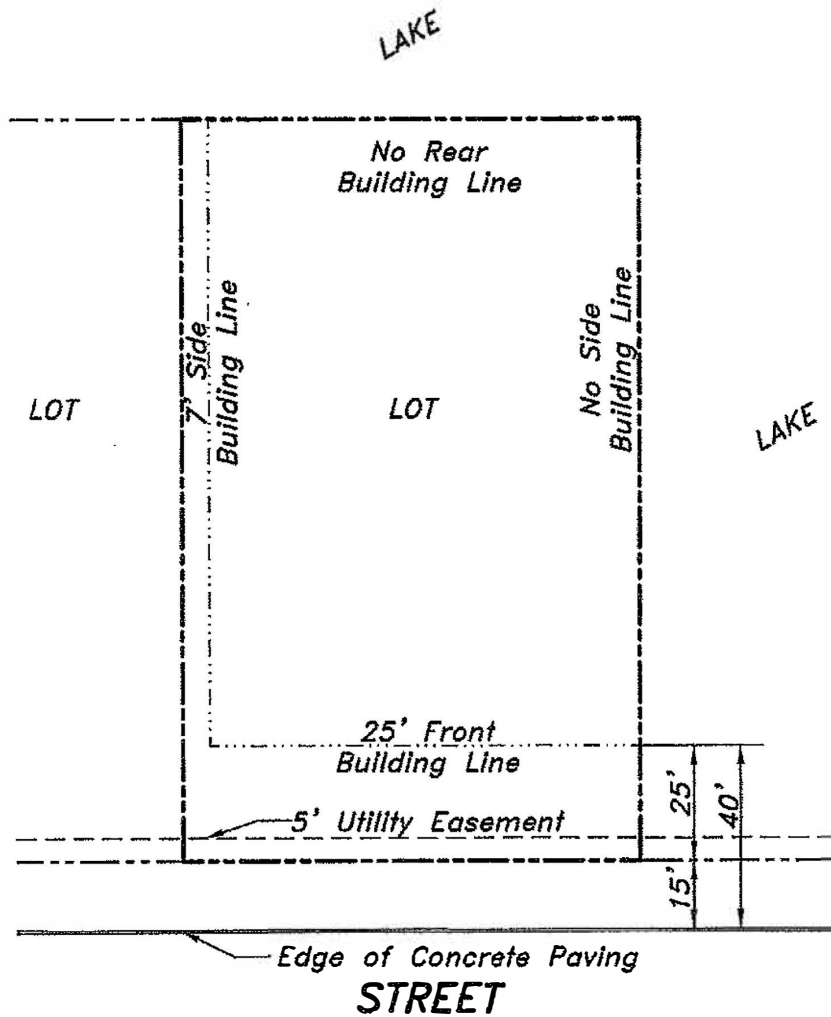 LAKE
No Rear
Building Line
7' Side
Building Line
No Side
Building Line
LOT
LOT
LAKE
25' Front
Building Line
25'
40'
5' Utility Easement
15'
Edge of Concrete Paving
STREET